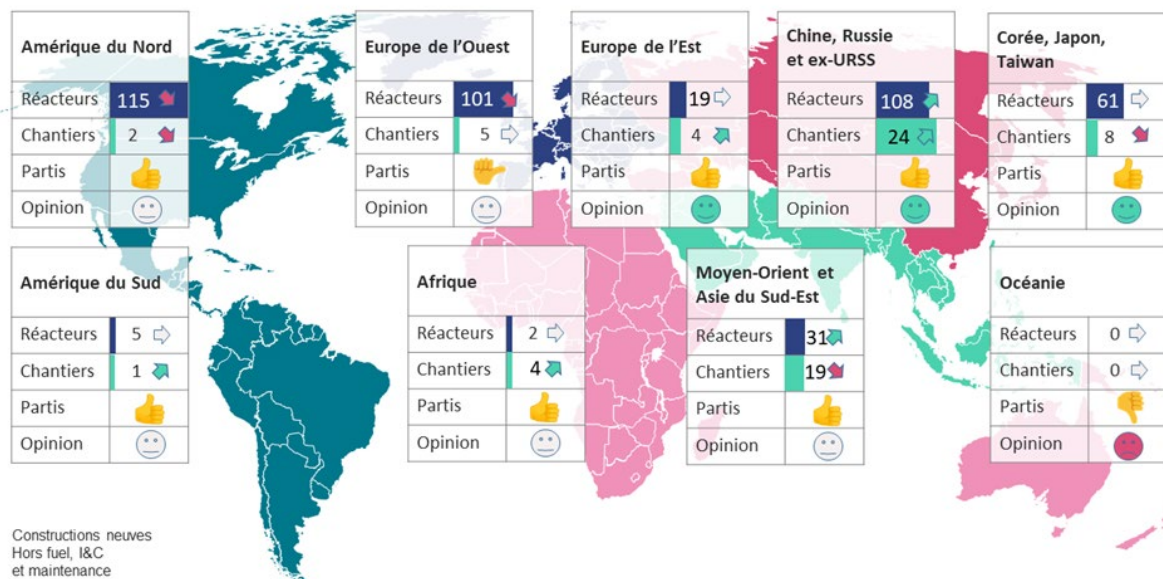 Amérique du Nord
Réacteurs 115
Chantiers 2
Partis
Opinion
Europe de l'Ouest
Réacteurs 101
Chantiers 5
Partis
Opinion
Europe de l'Est
Réacteurs 19
Chantiers 4
Partis
Opinion
Chine, Russie
et ex-URSS
Réacteurs 108
Chantiers 24
Partis
Opinion
Corée, Japon,
Taiwan
Réacteurs 61
Chantiers 8
Partis
Opinion
Amérique du Sud
Réacteurs 5
Chantiers 1
Partis
Opinion
Afrique
Réacteurs 2
Chantiers 4
Partis
Opinion
Moyen-Orient et
Asie du Sud-Est
Réacteurs 31
Chantiers 19
Partis
Opinion
Océanie
Réacteurs 0
Chantiers 0
Partis
Opinion
Constructions neuves
Hors fuel, I&C
et maintenance